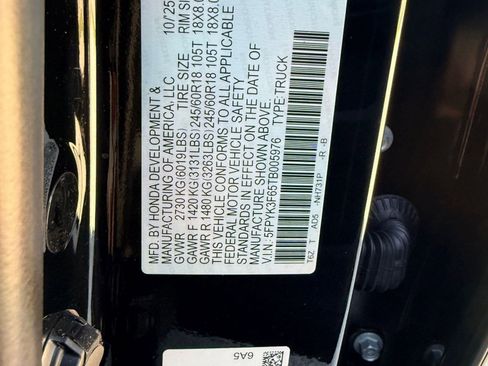 MFD. BY HONDA DEVELOPMENT & 10/25
MANUFACTURING OF AMERICA, LLC
GVWR 2730 KG(6019LBS) TIRE SIZE RIM SI
GAWR F 1420 KG(3131LBS) 245/60R18 105T 18X8.0
GAWR R 1480 KG(3263LBS) 245/60R18 105T 18X8.0
THIS VEHICLE CONFORMS TO ALL APPLICABLE
FEDERAL MOTOR VEHICLE SAFETY
STANDARDS IN EFFECT ON THE DATE OF
MANUFACTURE SHOWN ABOVE.
V.I.N.: 5FPYK3F65TB005976 TYPE:TRUCK
T6Z T AD5 -NH731P -R -B
6A5